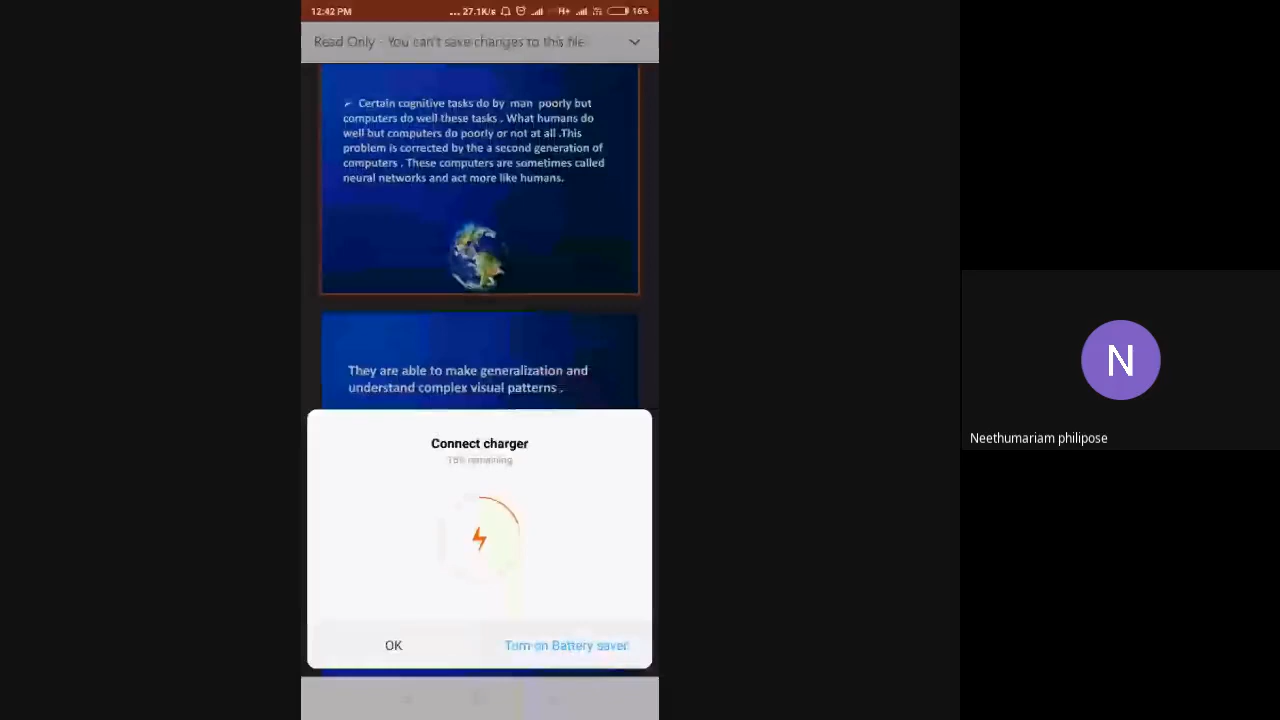 12:42 PM ... 27.1K/s H+ 16%
Read Only - You can't save changes to this file
➢ Certain cognitive tasks do by man poorly but
computers do well these tasks . What humans do
well but computers do poorly or not at all .This
problem is corrected by the a second generation of
computers . These computers are sometimes called
neural networks and act more like humans.
They are able to make generalization and
understand complex visual patterns .
Connect charger
remaining
OK Turn on Battery saver
N
Neethumariam philipose